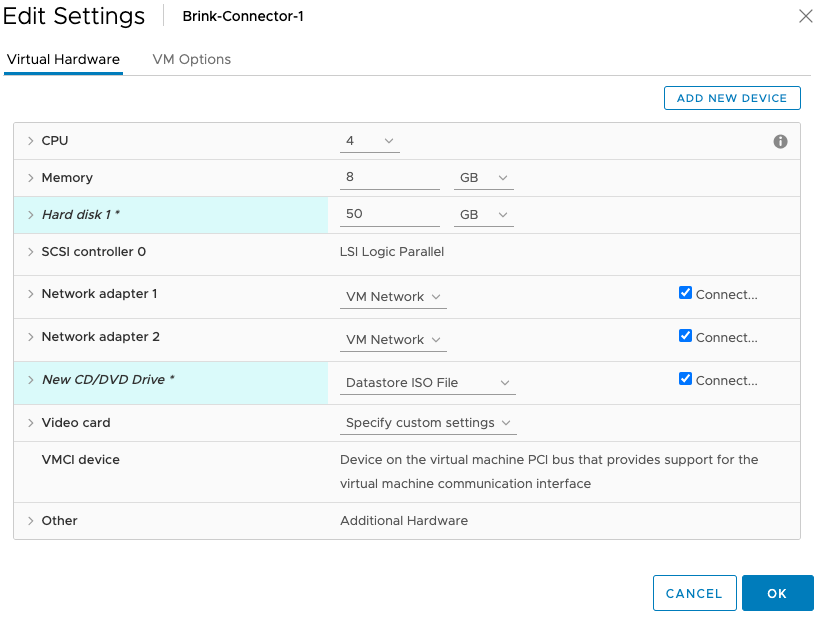 Edit Settings Brink-Connector-1
Virtual Hardware VM Options
ADD NEW DEVICE
CPU 4
Memory 8 GB
Hard disk 1 * 50 GB
SCSI controller 0 LSI Logic Parallel
Network adapter 1 VM Network Connect...
Network adapter 2 VM Network Connect...
New CD/DVD Drive * Datastore ISO File Connect...
Video card Specify custom settings
VMCI device Device on the virtual machine PCI bus that provides support for the
virtual machine communication interface
Other Additional Hardware
CANCEL OK